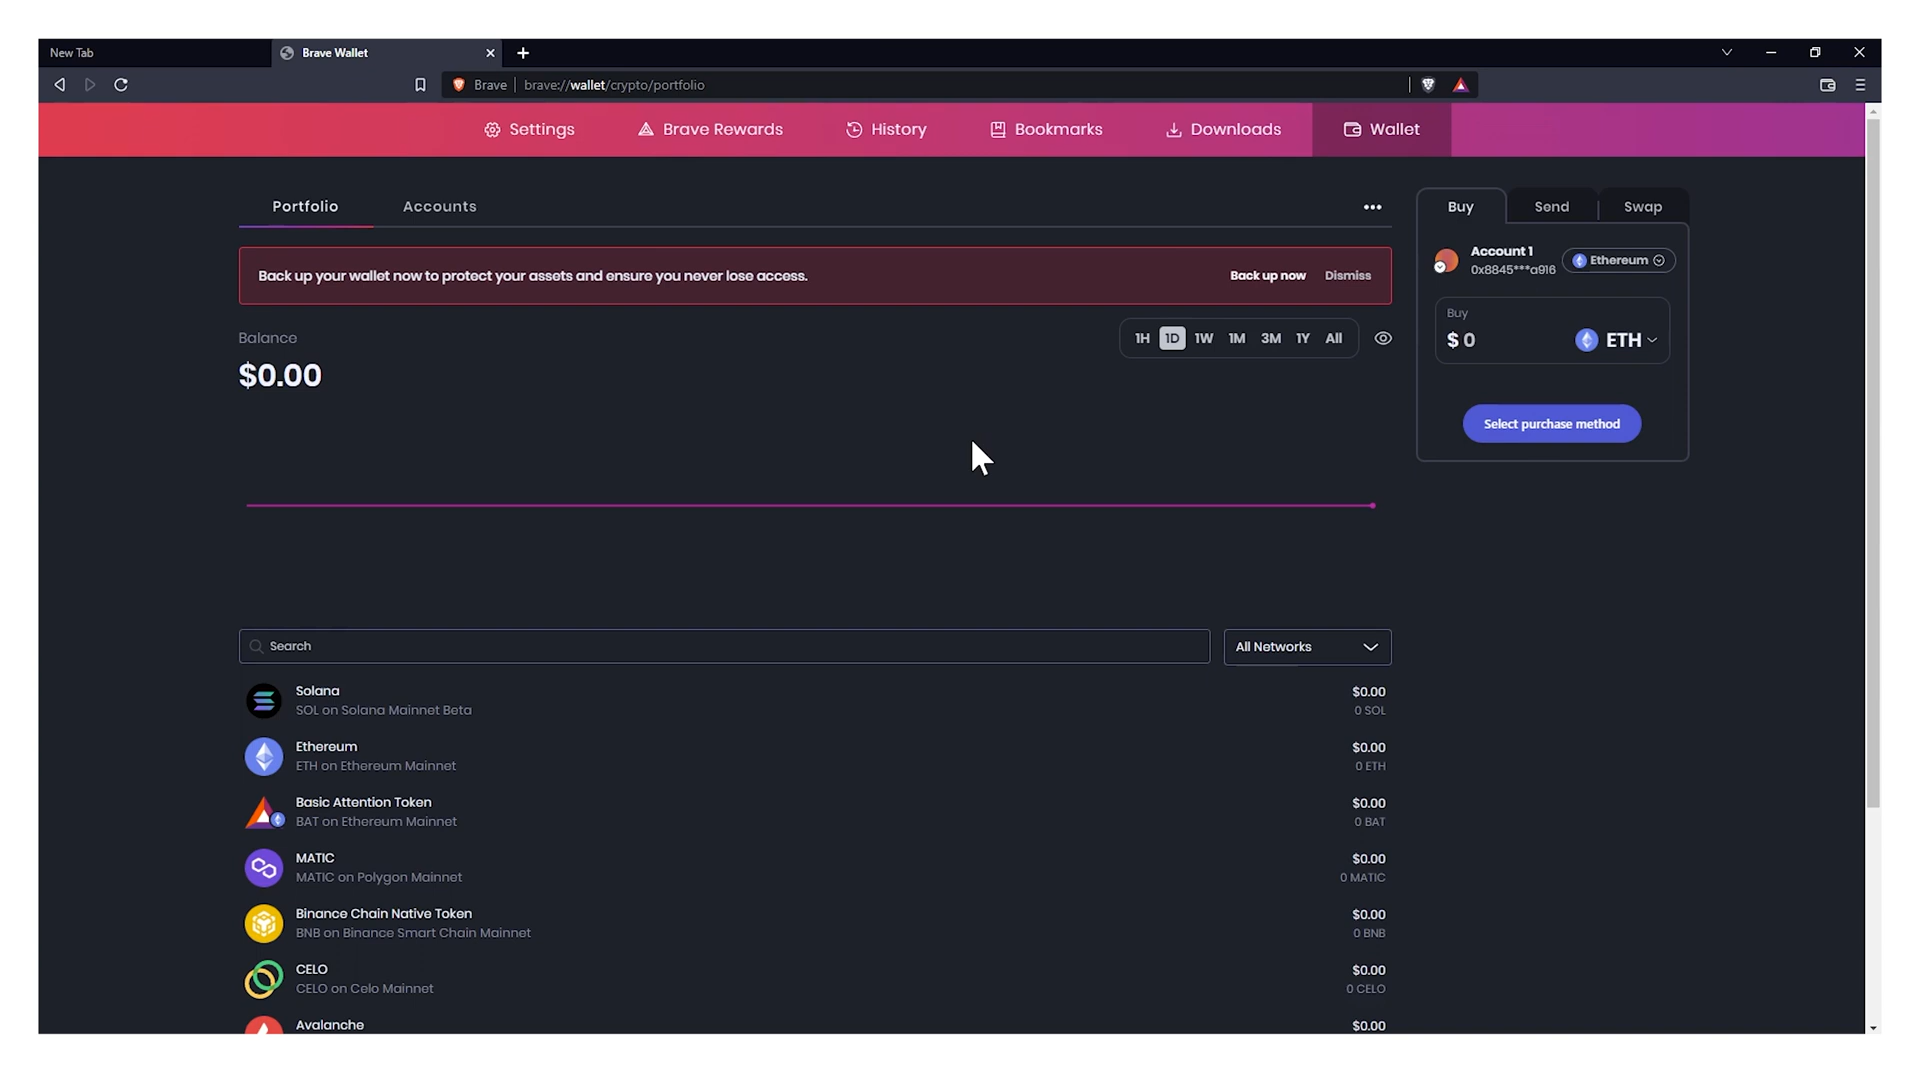 New Tab
Brave Wallet
Brave | brave://wallet/crypto/portfolio
Settings
Brave Rewards
History
Bookmarks
Downloads
Wallet
Portfolio
Accounts
Buy
Send
Swap
Back up your wallet now to protect your assets and ensure you never lose access.
Back up now
Dismiss
Account 1
0x8845***a916
Ethereum
Balance
$0.00
1H 1D 1W 1M 3M 1Y All
Buy
$ 0
ETH
Select purchase method
Search
All Networks
Solana $0.00
SOL on Solana Mainnet Beta 0 SOL
Ethereum $0.00
ETH on Ethereum Mainnet 0 ETH
Basic Attention Token $0.00
BAT on Ethereum Mainnet 0 BAT
MATIC $0.00
MATIC on Polygon Mainnet 0 MATIC
Binance Chain Native Token $0.00
BNB on Binance Smart Chain Mainnet 0 BNB
CELO $0.00
CELO on Celo Mainnet 0 CELO
Avalanche $0.00